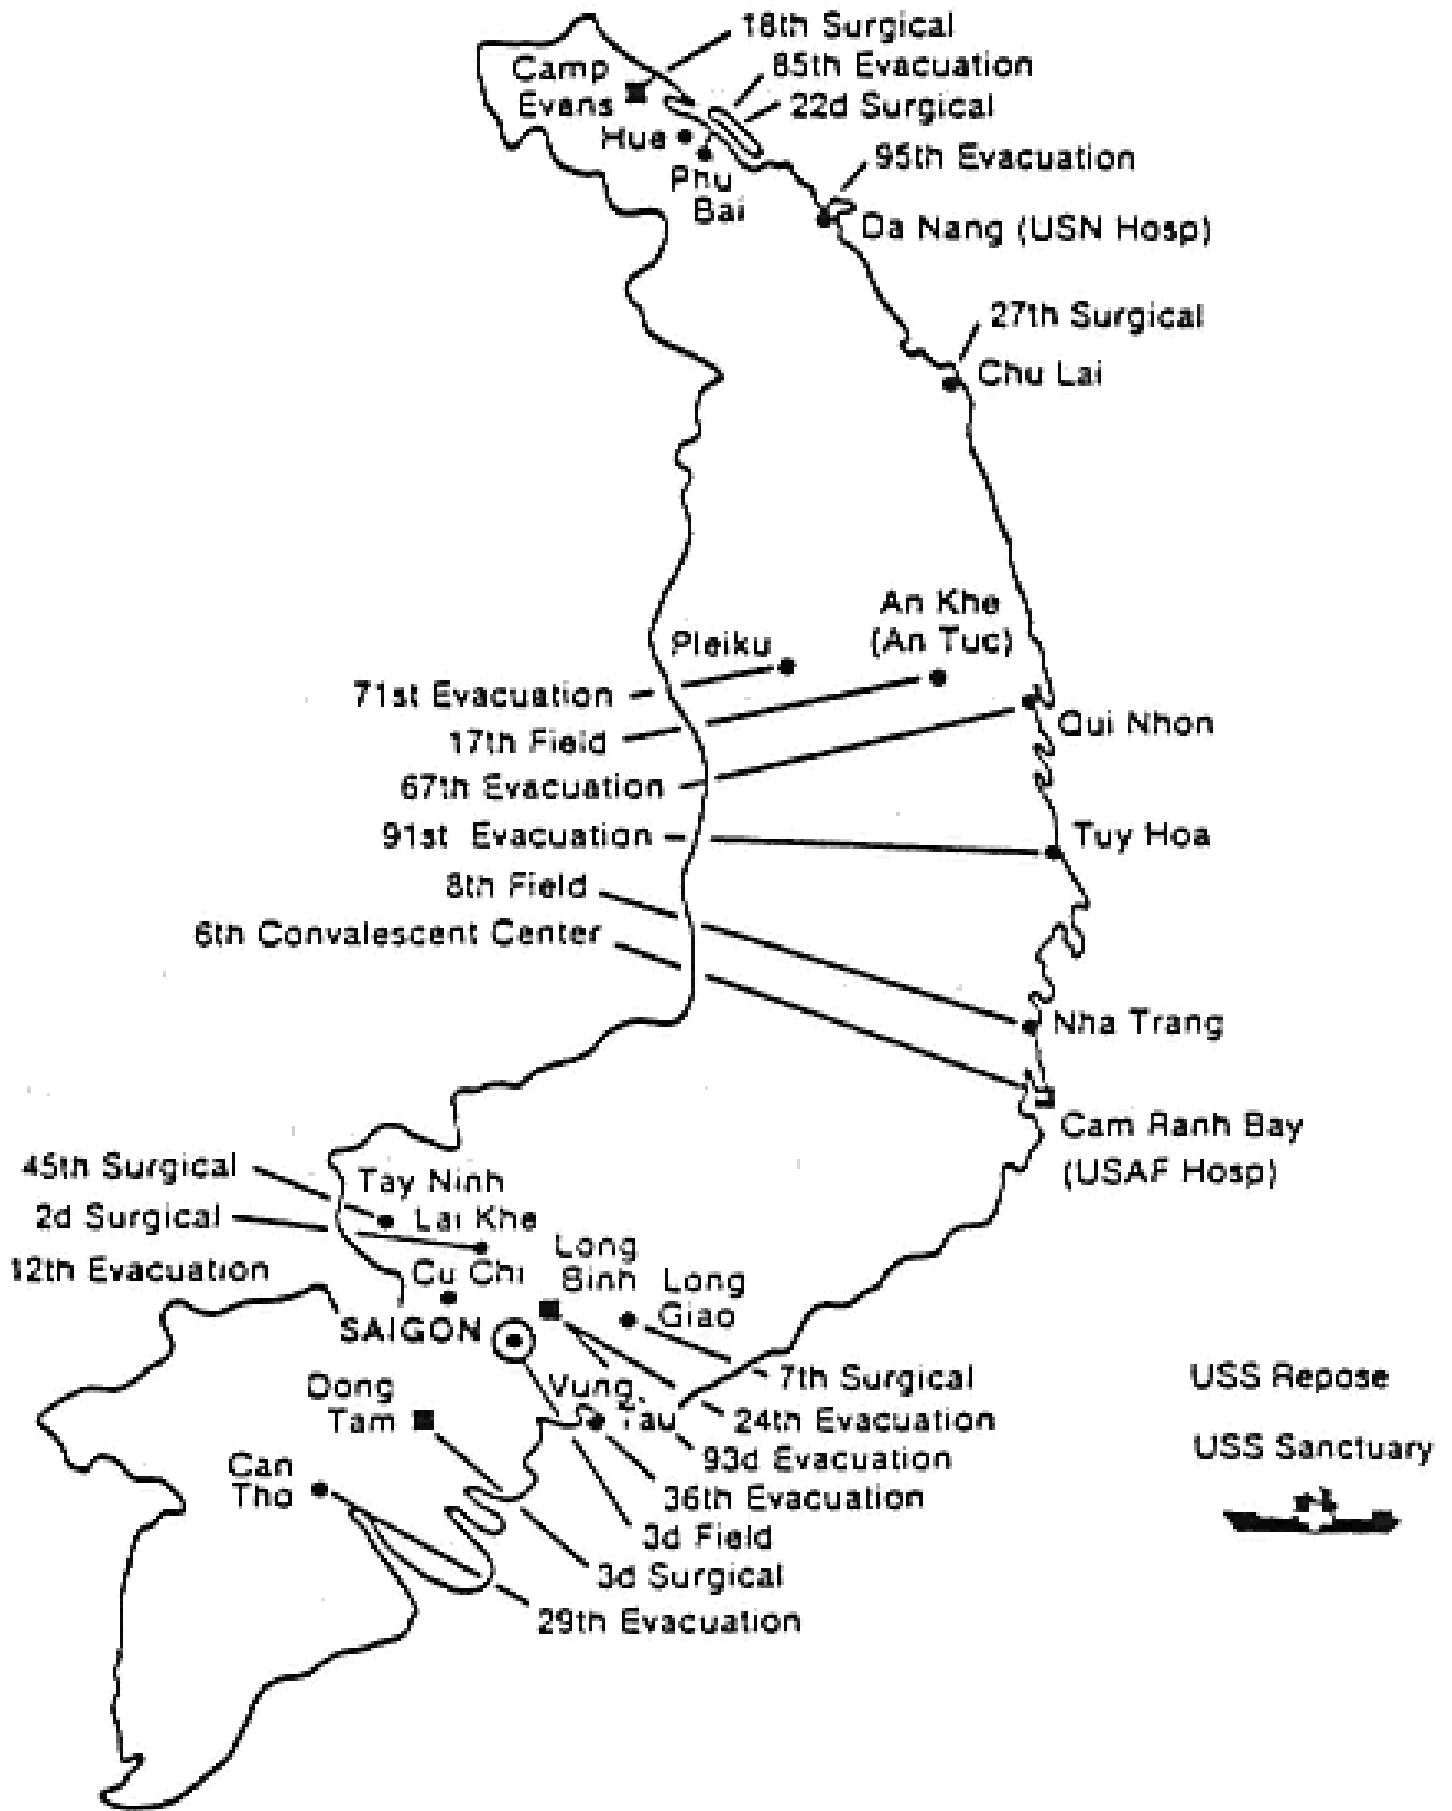 18th Surgical
85th Evacuation
22d Surgical
Camp
Evans
Hue
Phu
Bai
95th Evacuation
Da Nang (USN Hosp)
27th Surgical
Chu Lai
An Khe
(An Tuc)
Pleiku
71st Evacuation
17th Field
67th Evacuation
Qui Nhon
91st Evacuation
Tuy Hoa
8th Field
6th Convalescent Center
Nha Trang
Cam Ranh Bay
(USAF Hosp)
45th Surgical
Tay Ninh
2d Surgical
Lai Khe
12th Evacuation
Cu Chi
Long
Binh
Long
Giao
SAIGON
Dong
Tam
Vung
Tau
7th Surgical
24th Evacuation
93d Evacuation
36th Evacuation
3d Field
3d Surgical
29th Evacuation
Can
Tho
USS Repose
USS Sanctuary